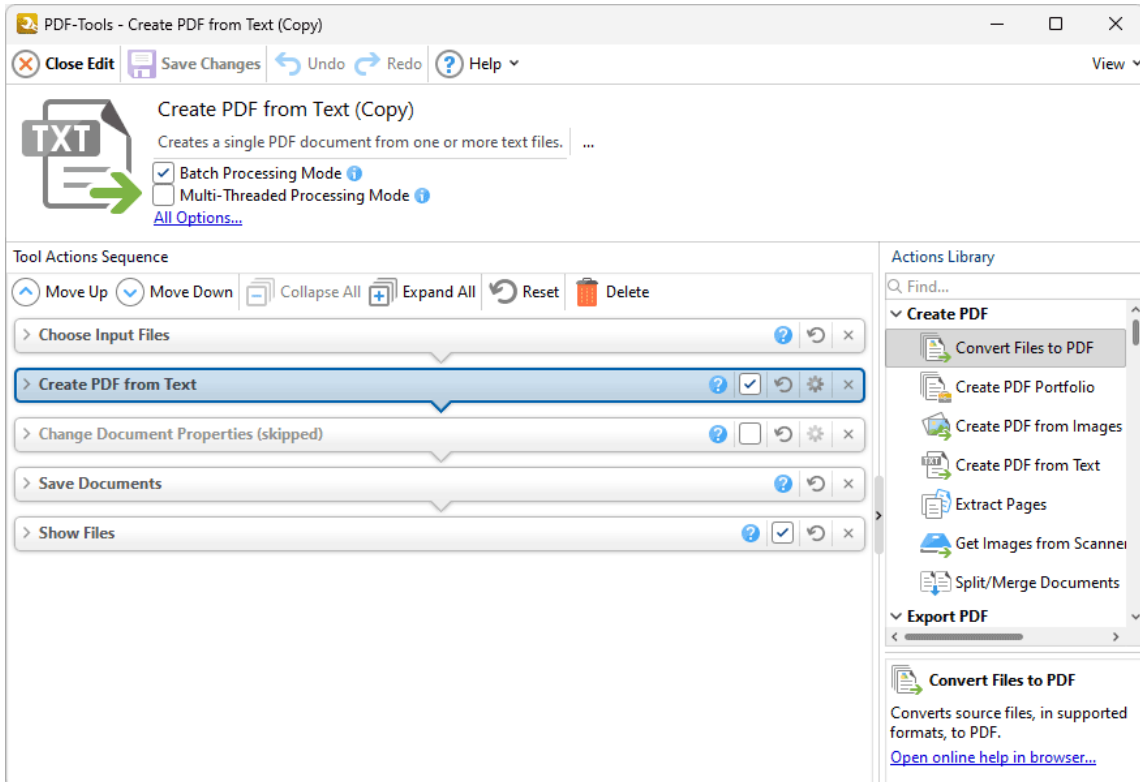 PDF-Tools - Create PDF from Text (Copy)
Close Edit Save Changes Undo Redo ? Help View
TXT
Create PDF from Text (Copy)
Creates a single PDF document from one or more text files. ...
Batch Processing Mode i
Multi-Threaded Processing Mode i
All Options...
Tool Actions Sequence
Move Up Move Down Collapse All Expand All Reset Delete
Choose Input Files ?
Create PDF from Text ?
Change Document Properties (skipped) ?
Save Documents ?
Show Files ?
Actions Library
Find...
Create PDF
Convert Files to PDF
Create PDF Portfolio
Create PDF from Images
TXT Create PDF from Text
Extract Pages
Get Images from Scanner
Split/Merge Documents
Export PDF
Convert Files to PDF
Converts source files, in supported
formats, to PDF.
Open online help in browser...